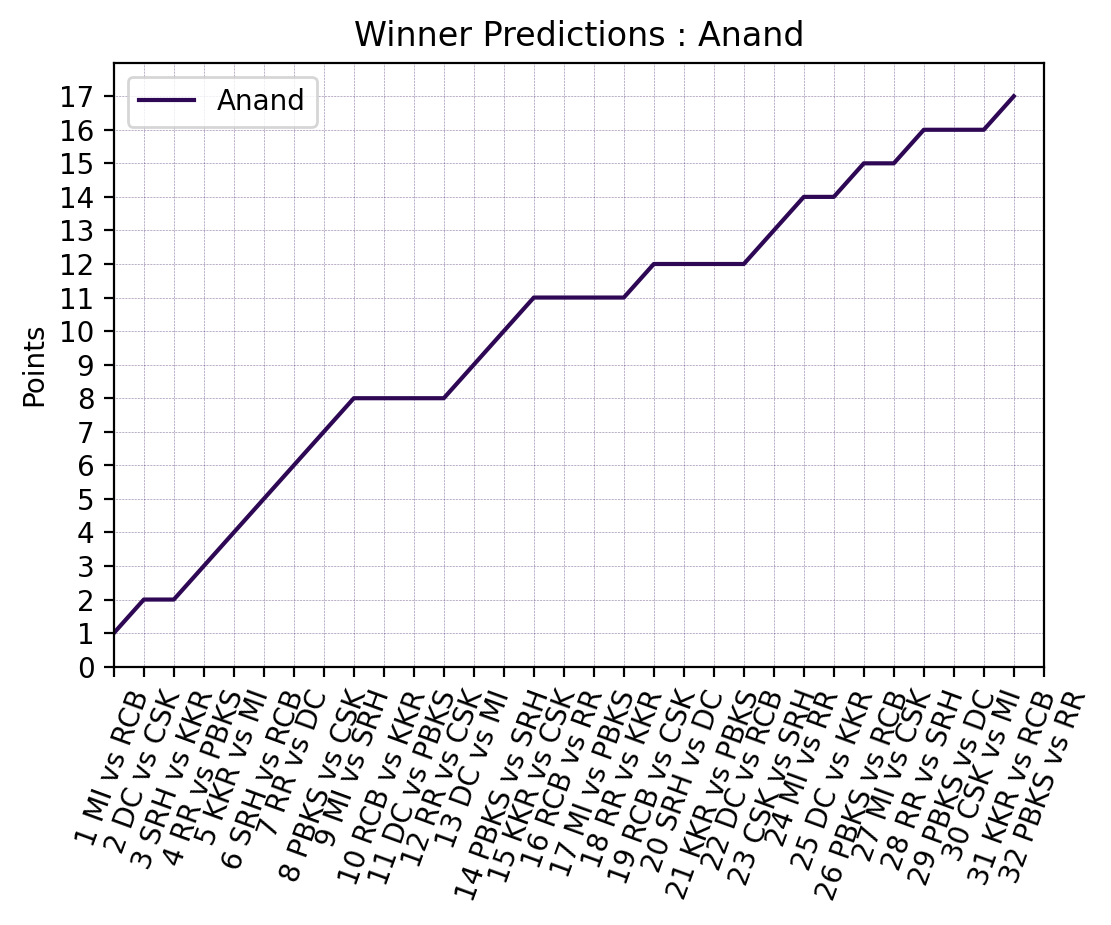 Winner Predictions : Anand
Anand
Points
17
16
15
14
13
12
11
10
9
8
7
6
5
4
3
2
1
0
1 MI vs RCB
2 DC vs CSK
3 SRH vs KKR
4 RR vs PBKS
5 KKR vs MI
6 SRH vs RCB
7 RR vs DC
8 PBKS vs CSK
9 MI vs SRH
10 RCB vs KKR
11 DC vs PBKS
12 RR vs CSK
13 DC vs MI
14 PBKS vs SRH
15 KKR vs CSK
16 RCB vs RR
17 MI vs PBKS
18 RR vs KKR
19 RCB vs CSK
20 SRH vs DC
21 KKR vs PBKS
22 DC vs RCB
23 CSK vs SRH
24 MI vs RR
25 DC vs KKR
26 PBKS vs RCB
27 MI vs CSK
28 RR vs SRH
29 PBKS vs DC
30 CSK vs MI
31 KKR vs RCB
32 PBKS vs RR